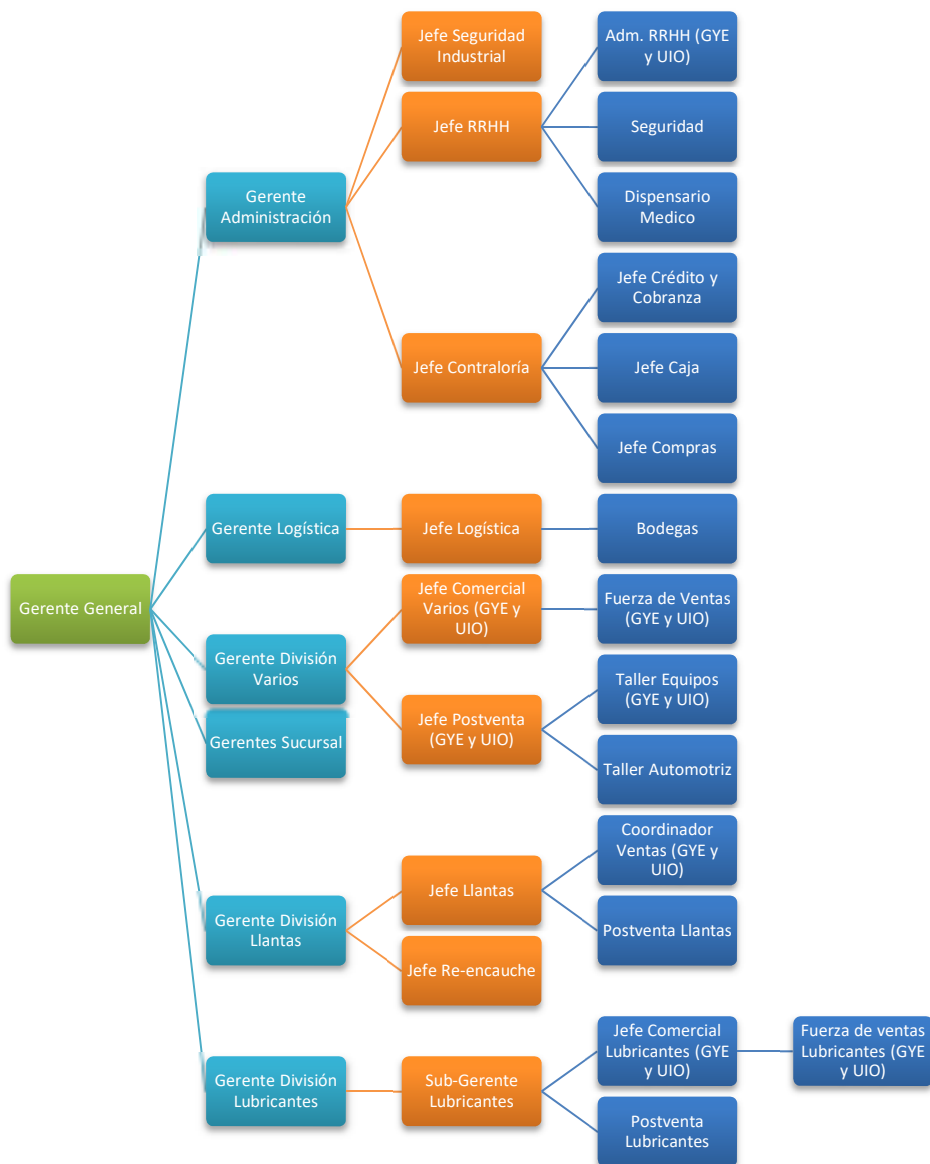 Jefe Seguridad
Industrial
Adm. RRHH (GYE
y UIO)
Jefe RRHH
Seguridad
Gerente
Administración
Dispensario
Medico
Jefe Crédito y
Cobranza
Jefe Contraloría
Jefe Caja
Jefe Compras
Gerente Logística
Jefe Logística
Bodegas
Gerente General
Jefe Comercial
Varios (GYE y
UIO)
Fuerza de Ventas
(GYE y UIO)
Gerente División
Varios
Taller Equipos
(GYE y UIO)
Gerentes Sucursal
Jefe Postventa
(GYE y UIO)
Taller Automotriz
Coordinador
Ventas (GYE y
UIO)
Jefe Llantas
Gerente División
Llantas
Postventa Llantas
Jefe Re-encauche
Jefe Comercial
Lubricantes (GYE
y UIO)
Fuerza de ventas
Lubricantes (GYE
y UIO)
Gerente División
Lubricantes
Sub-Gerente
Lubricantes
Postventa
Lubricantes